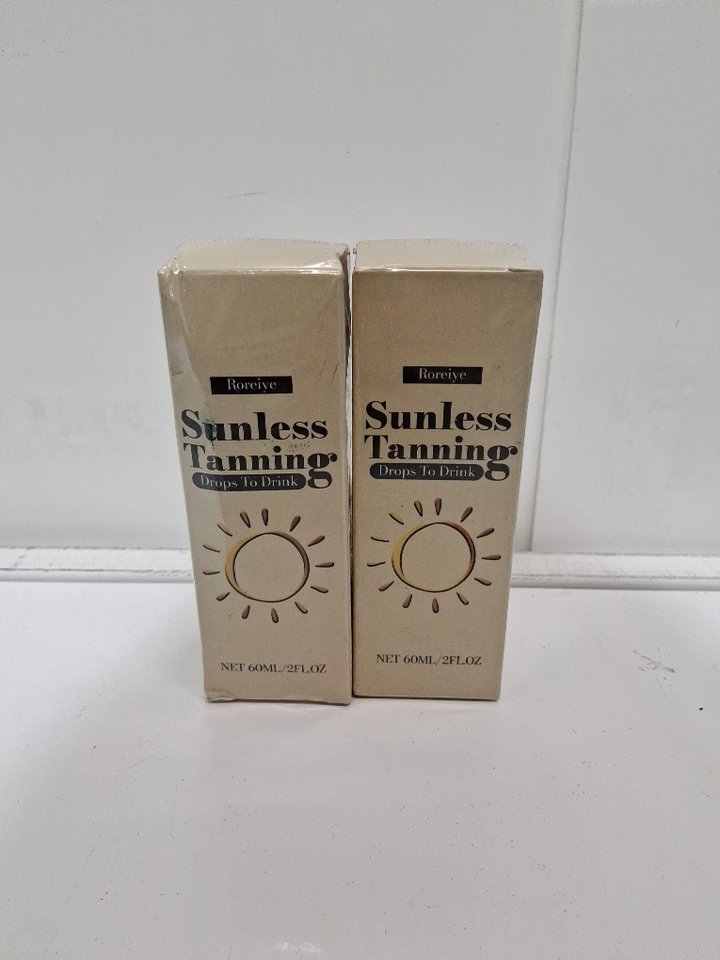 Roreiye
Sunless
Tanning
Drops To Drink
NET 60ML/2FL.OZ
Roreiye
Sunless
Tanning
Drops To Drink
NET 60ML/2FL.OZ